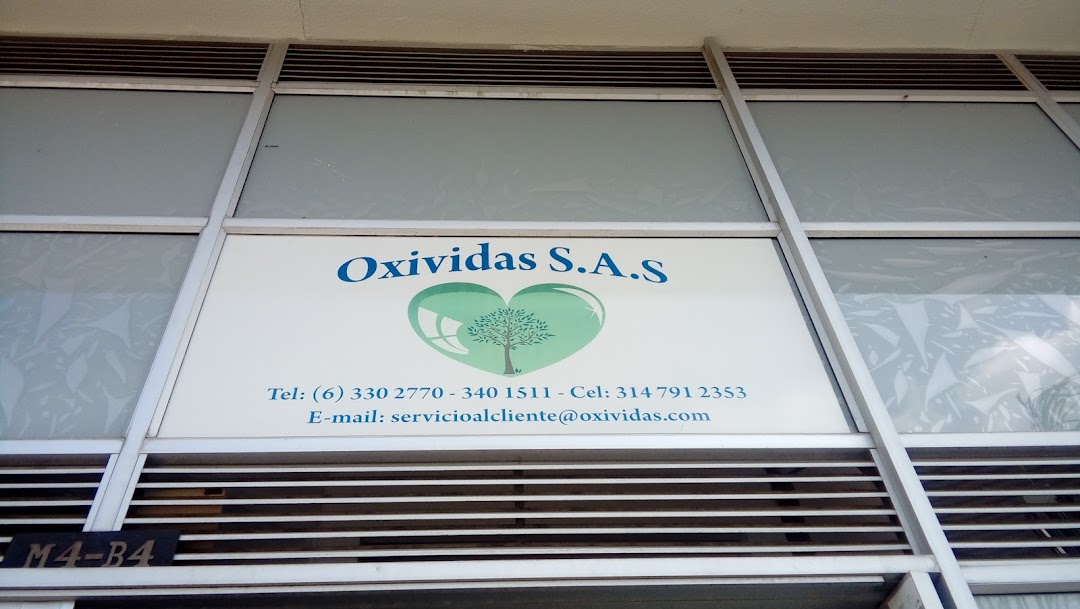 Oxividas S.A.S
Tel: (6) 330 2770 - 340 1511 - Cel: 314 791 2353
E-mail: servicioalcliente@oxividas.com
M4-B4